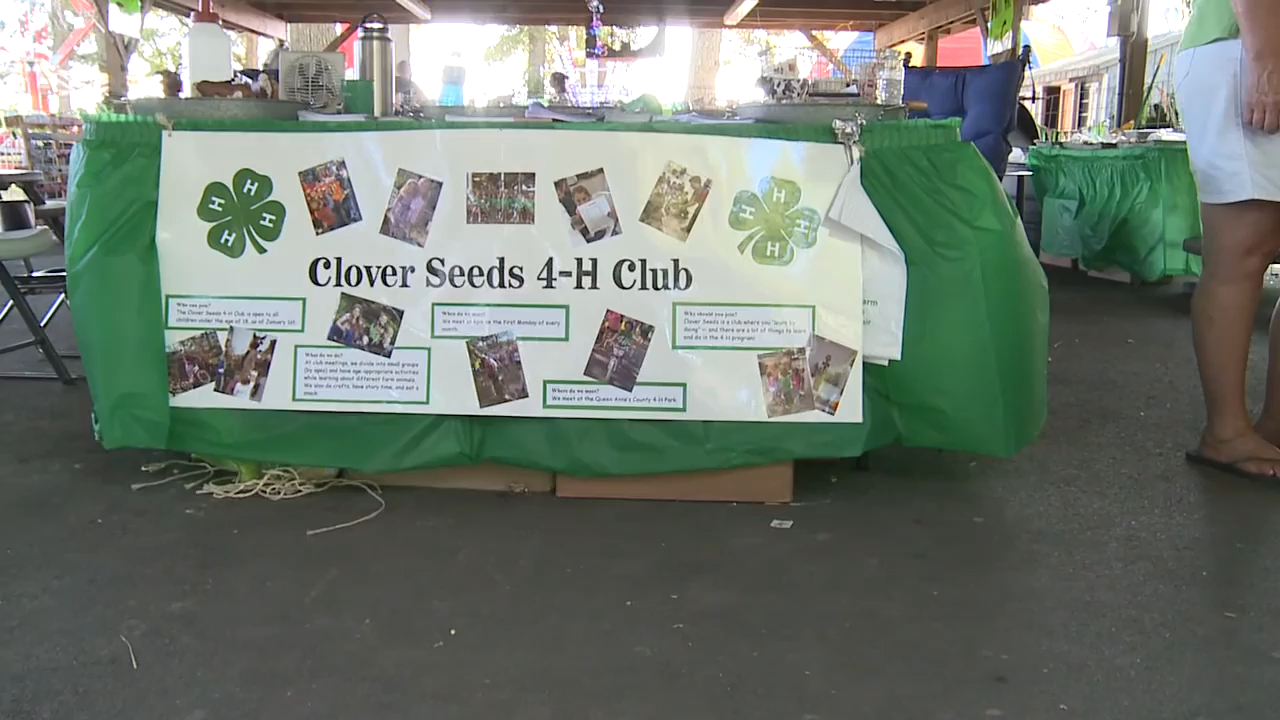 H
H H
H
H
H H
H
Clover Seeds 4-H Club
Who can join?
The Clover Seeds 4-H Club is open to all
children under the age of 18, as of January 1st.
What do we do?
At club meetings, we divide into small groups
(by ages) and have age appropriate activities
while learning about different farm animals.
We also do crafts, have story time, and eat a
snack.
When do we meet?
We meet at 6pm on the first Monday of every
month.
Where do we meet?
We meet at the Queen Anne's County 4-H Park.
Why should you join?
Clover Seeds is a club where you "learn by
doing" -- and there are a lot of things to learn
and do in the 4-H program!
arm